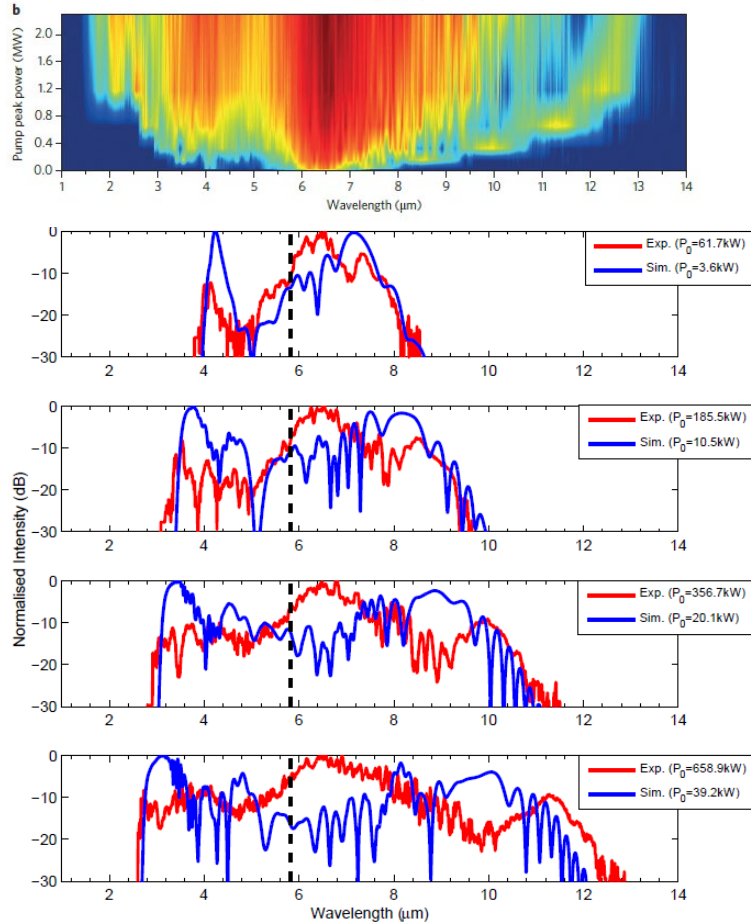 b
Pump peak power (MW)
2.0
1.6
1.2
0.8
0.4
0.0
1 2 3 4 5 6 7 8 9 10 11 12 13 14
Wavelength (μm)
0
−10
−20
−30
2 4 6 8 10 12 14
Exp. (P0=61.7kW)
Sim. (P0=3.6kW)
0
−10
−20
−30
2 4 6 8 10 12 14
Exp. (P0=185.5kW)
Sim. (P0=10.5kW)
Normalised Intensity (dB)
0
−10
−20
−30
2 4 6 8 10 12 14
Exp. (P0=356.7kW)
Sim. (P0=20.1kW)
0
−10
−20
−30
2 4 6 8 10 12 14
Exp. (P0=658.9kW)
Sim. (P0=39.2kW)
Wavelength (μm)